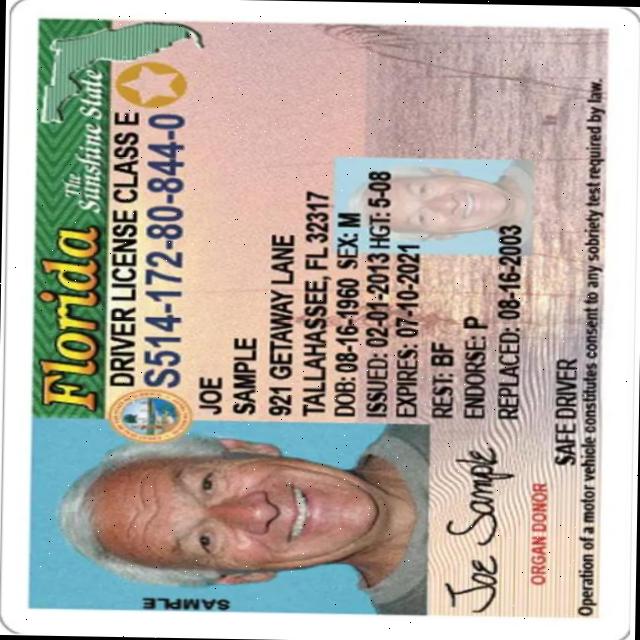 Florida
The
Sunshine State
DRIVER LICENSE CLASS E
S514-172-80-844-0
JOE
SAMPLE
921 GETAWAY LANE
TALLAHASSEE, FL 32317
DOB: 08-16-1960 SEX: M
ISSUED: 02-01-2013 HGT: 5-08
EXPIRES: 07-10-2021
REST: BF
ENDORSE: P
REPLACED: 08-16-2003
SAMPLE
Joe Sample
ORGAN DONOR
SAFE DRIVER
Operation of a motor vehicle constitutes consent to any sobriety test required by law.